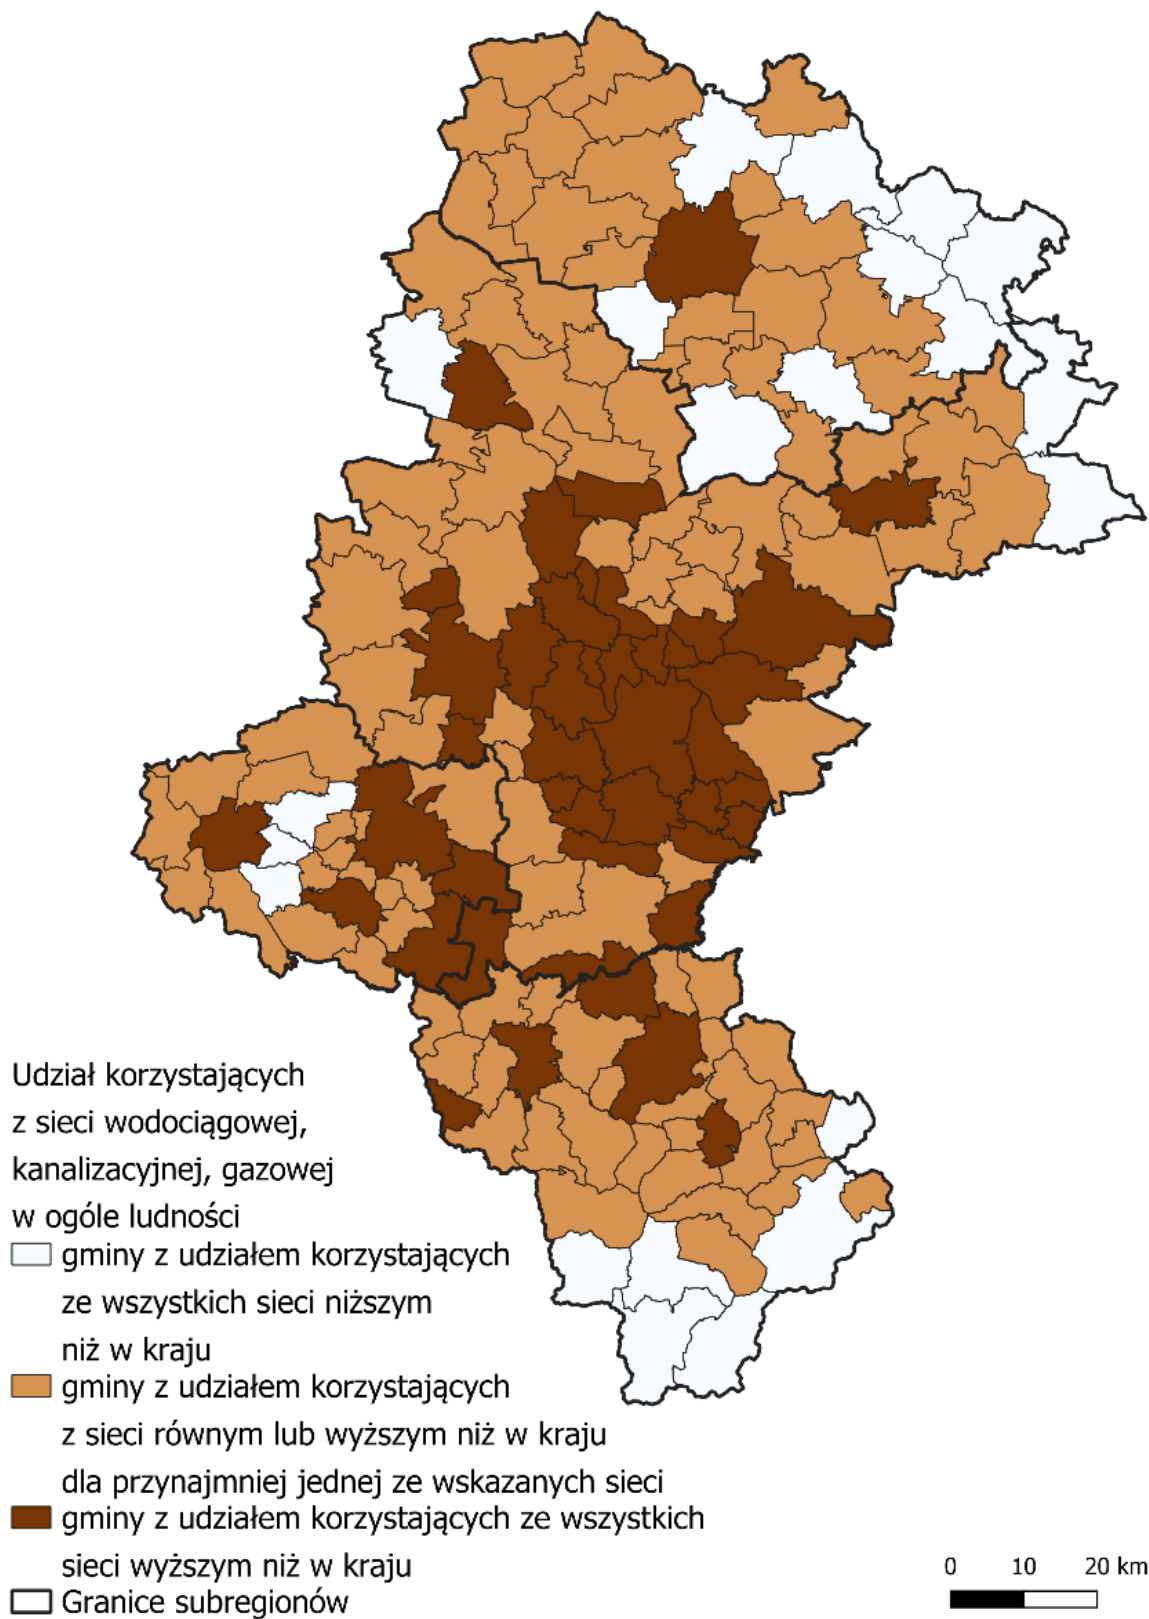 Udział korzystających
z sieci wodociągowej,
kanalizacyjnej, gazowej
w ogóle ludności
gminy z udziałem korzystających
ze wszystkich sieci niższym
niż w kraju
gminy z udziałem korzystających
z sieci równym lub wyższym niż w kraju
dla przynajmniej jednej ze wskazanych sieci
gminy z udziałem korzystających ze wszystkich
sieci wyższym niż w kraju
Granice subregionów
0 10 20 km